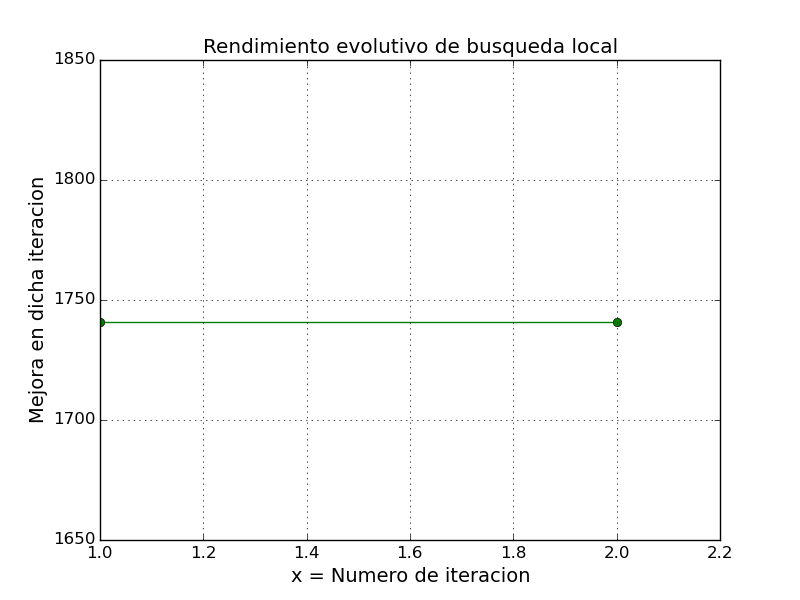 Rendimiento evolutivo de busqueda local
1850
1800
1750
1700
1650
Mejora en dicha iteracion
1.0 1.2 1.4 1.6 1.8 2.0 2.2
x = Numero de iteracion